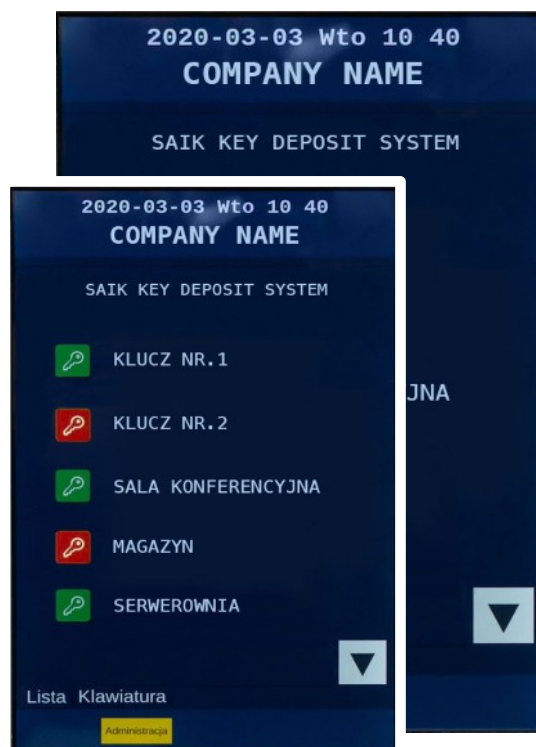 2020-03-03 Wto 10 40
COMPANY NAME
SAIK KEY DEPOSIT SYSTEM
JNA
2020-03-03 Wto 10 40
COMPANY NAME
SAIK KEY DEPOSIT SYSTEM
KLUCZ NR.1
KLUCZ NR.2
SALA KONFERENCYJNA
MAGAZYN
SERWEROWNIA
Lista Klawiatura
Administracja